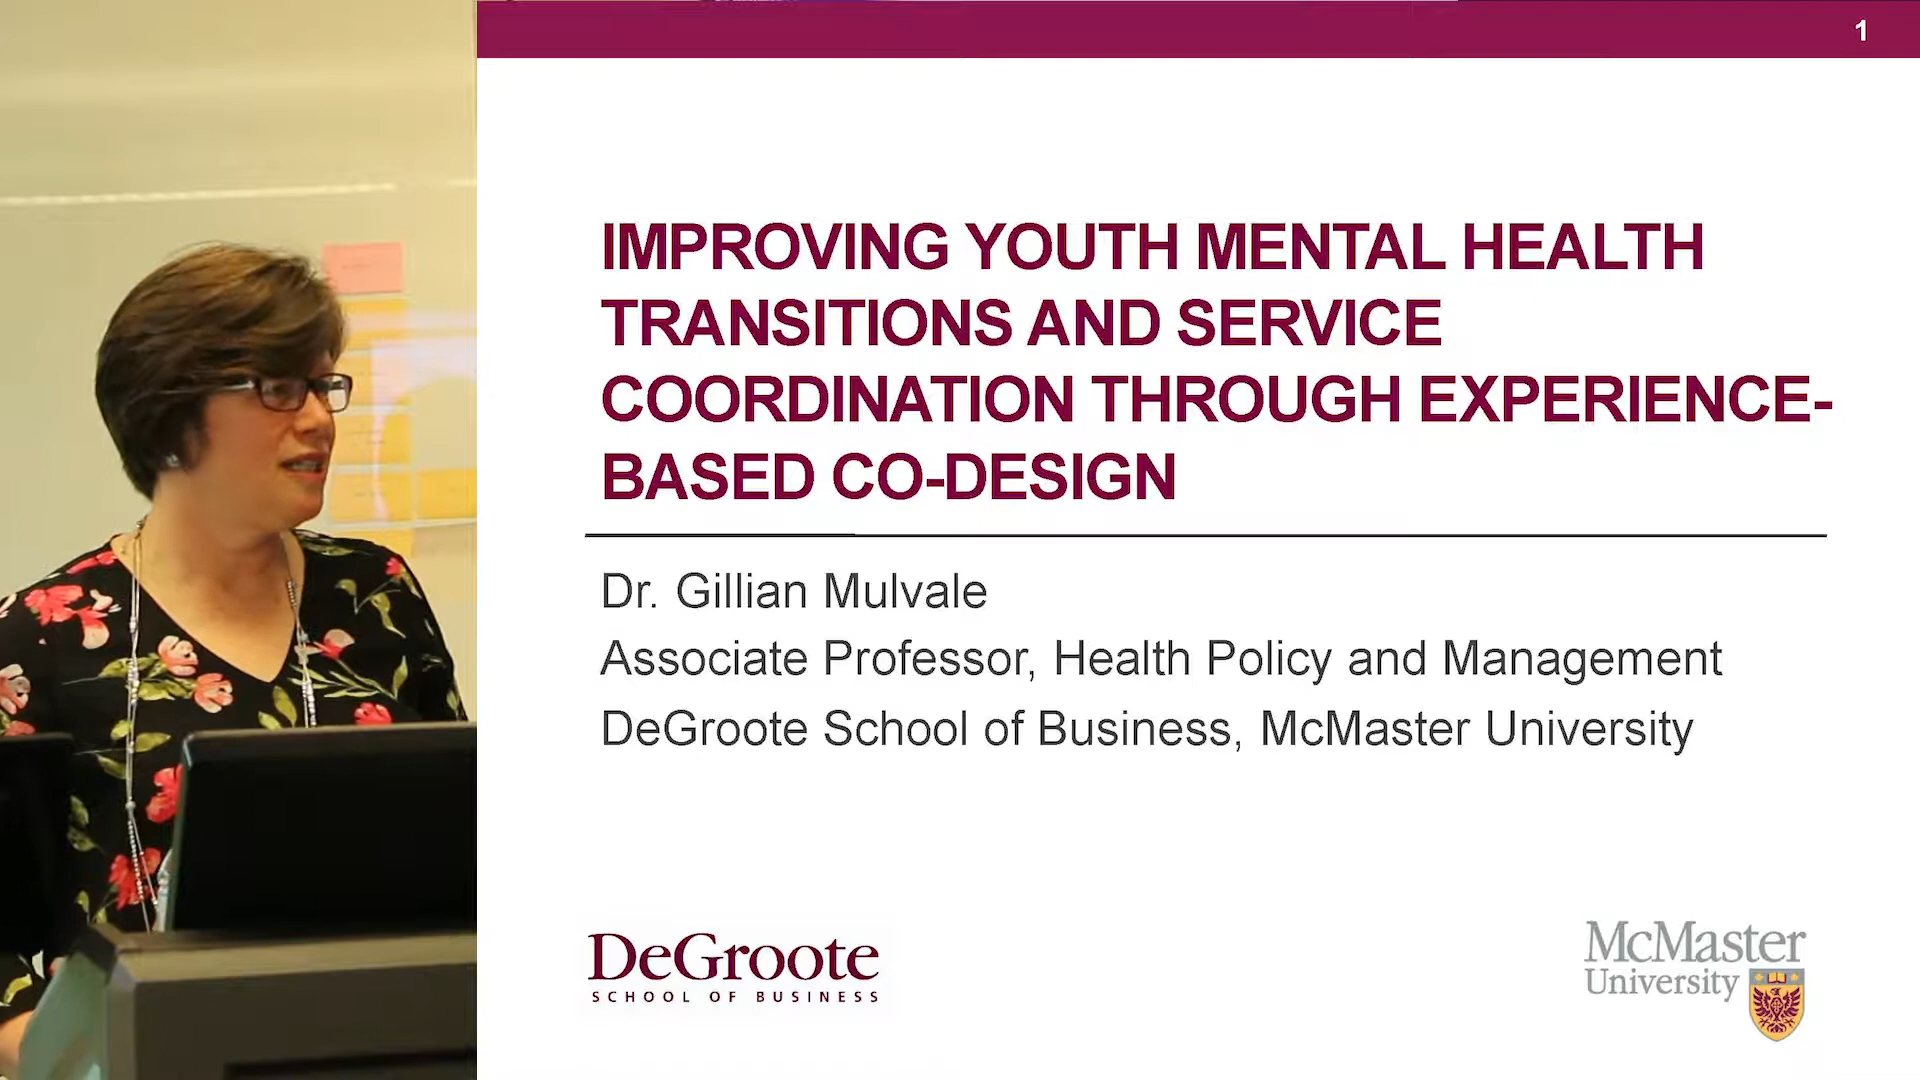 1
IMPROVING YOUTH MENTAL HEALTH
TRANSITIONS AND SERVICE
COORDINATION THROUGH EXPERIENCE-
BASED CO-DESIGN
Dr. Gillian Mulvale
Associate Professor, Health Policy and Management
DeGroote School of Business, McMaster University
DeGroote
SCHOOL OF BUSINESS
McMaster
University